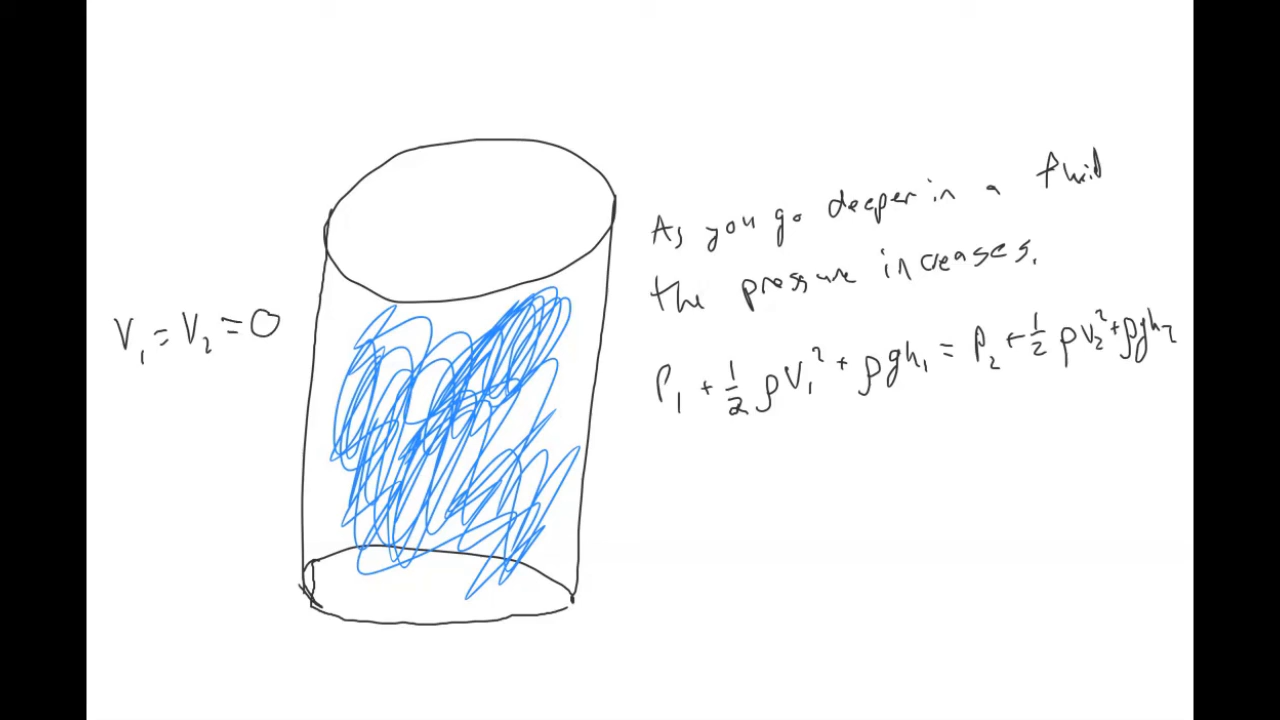 As you go deeper in a fluid
the pressure increases.
V₁ = V₂ = 0
P₁ + 1/2 ρV₁² + ρgh₁ = P₂ + 1/2 ρV₂² + ρgh₂